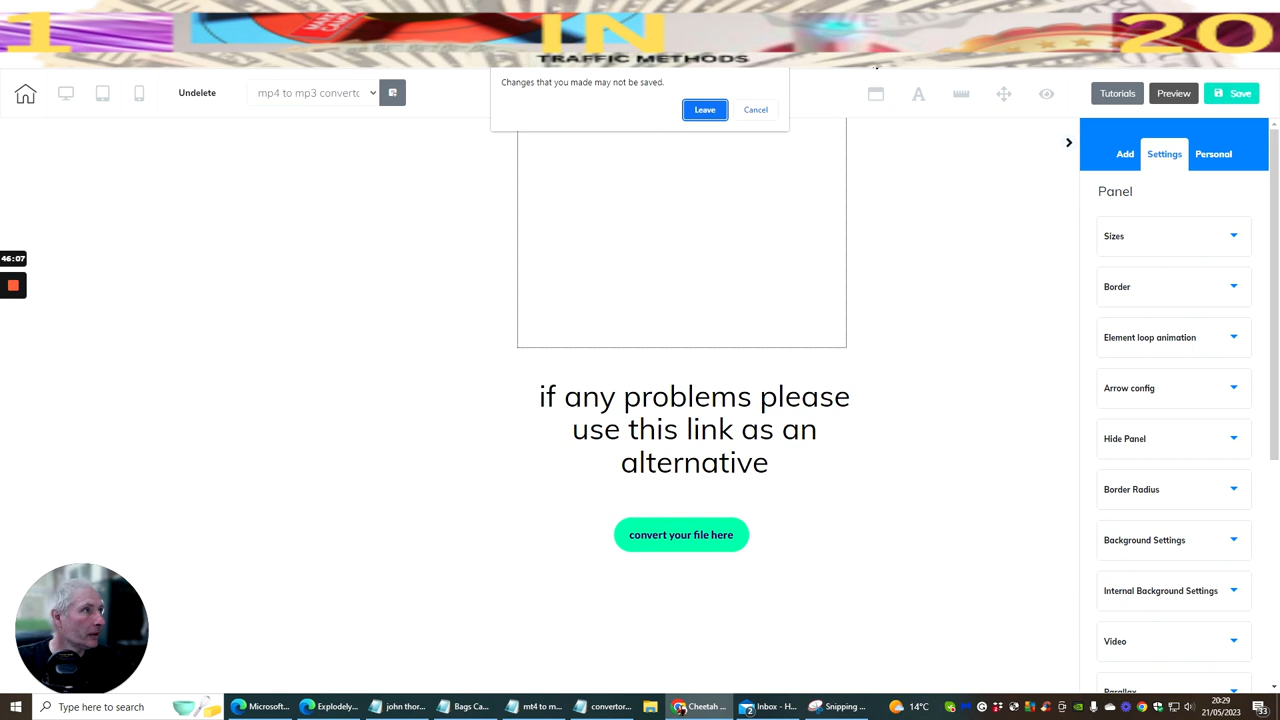 1 IN 20
TRAFFIC METHODS
Changes that you made may not be saved.
Leave Cancel
Undelete
mp4 to mp3 convertc
Tutorials Preview Save
Add Settings Personal
Panel
Sizes
Border
Element loop animation
Arrow config
Hide Panel
Border Radius
Background Settings
Internal Background Settings
Video
Parallax
46:07
if any problems please
use this link as an
alternative
convert your file here
Type here to search
Microsoft...
Explodely...
john thor...
Bags Ca...
mt4 to m...
convertor...
Cheetah ...
Inbox - H...
Snipping ...
14°C
20:29
21/05/2023